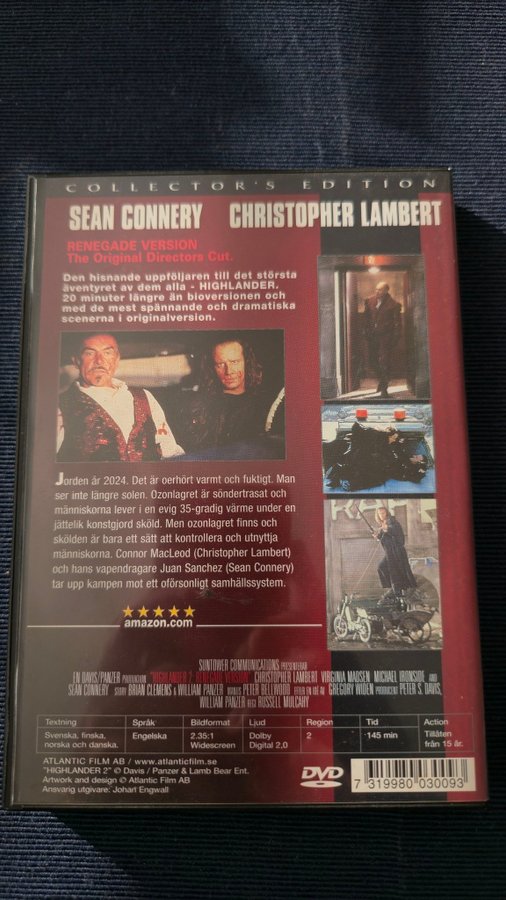 COLLECTOR'S EDITION
SEAN CONNERY CHRISTOPHER LAMBERT
RENEGADE VERSION
The Original Directors Cut.
Den hisnande uppföljaren till det största
äventyret av dem alla - HIGHLANDER.
20 minuter längre än bioversionen och
med de mest spännande och dramatiska
scenerna i originalversion.
Jorden år 2024. Det är oerhört varmt och fuktigt. Man
ser inte längre solen. Ozonlagret är söndertrasat och
människorna lever i en evig 35-gradig värme under en
jättelik konstgjord sköld. Men ozonlagret finns och
skölden är bara ett sätt att kontrollera och utnyttja
människorna. Connor MacLeod (Christopher Lambert)
och hans vapendragare Juan Sanchez (Sean Connery)
tar upp kampen mot ett oförsonligt samhällssystem.
amazon.com
SUNTOWER COMMUNICATIONS PRESENTERAR
EN DAVIS/PANZER PRODUKTION "HIGHLANDER 2: RENEGADE VERSION" CHRISTOPHER LAMBERT VIRGINIA MADSEN MICHAEL IRONSIDE OCH
SEAN CONNERY STORY BRIAN CLEMENS & WILLIAM PANZER MANUS PETER BELLWOOD EFTER EN IDÉ AV GREGORY WIDEN PRODUCENT PETER S. DAVIS,
WILLIAM PANZER REGI RUSSELL MULCAHY
Textning Språk Bildformat Ljud Region Tid Action
Svenska, finska, Engelska 2.35:1 Dolby 2 145 min Tillåten
norska och danska. Widescreen Digital 2,0 från 15 år.
ATLANTIC FILM AB / www.atlanticfilm.se
"HIGHLANDER 2" © Davis / Panzer & Lamb Bear Ent.
Artwork and design © Atlantic Film AB
Ansvarig utgivare: Johan Engwall
DVD
VIDEO
7 319980 030093